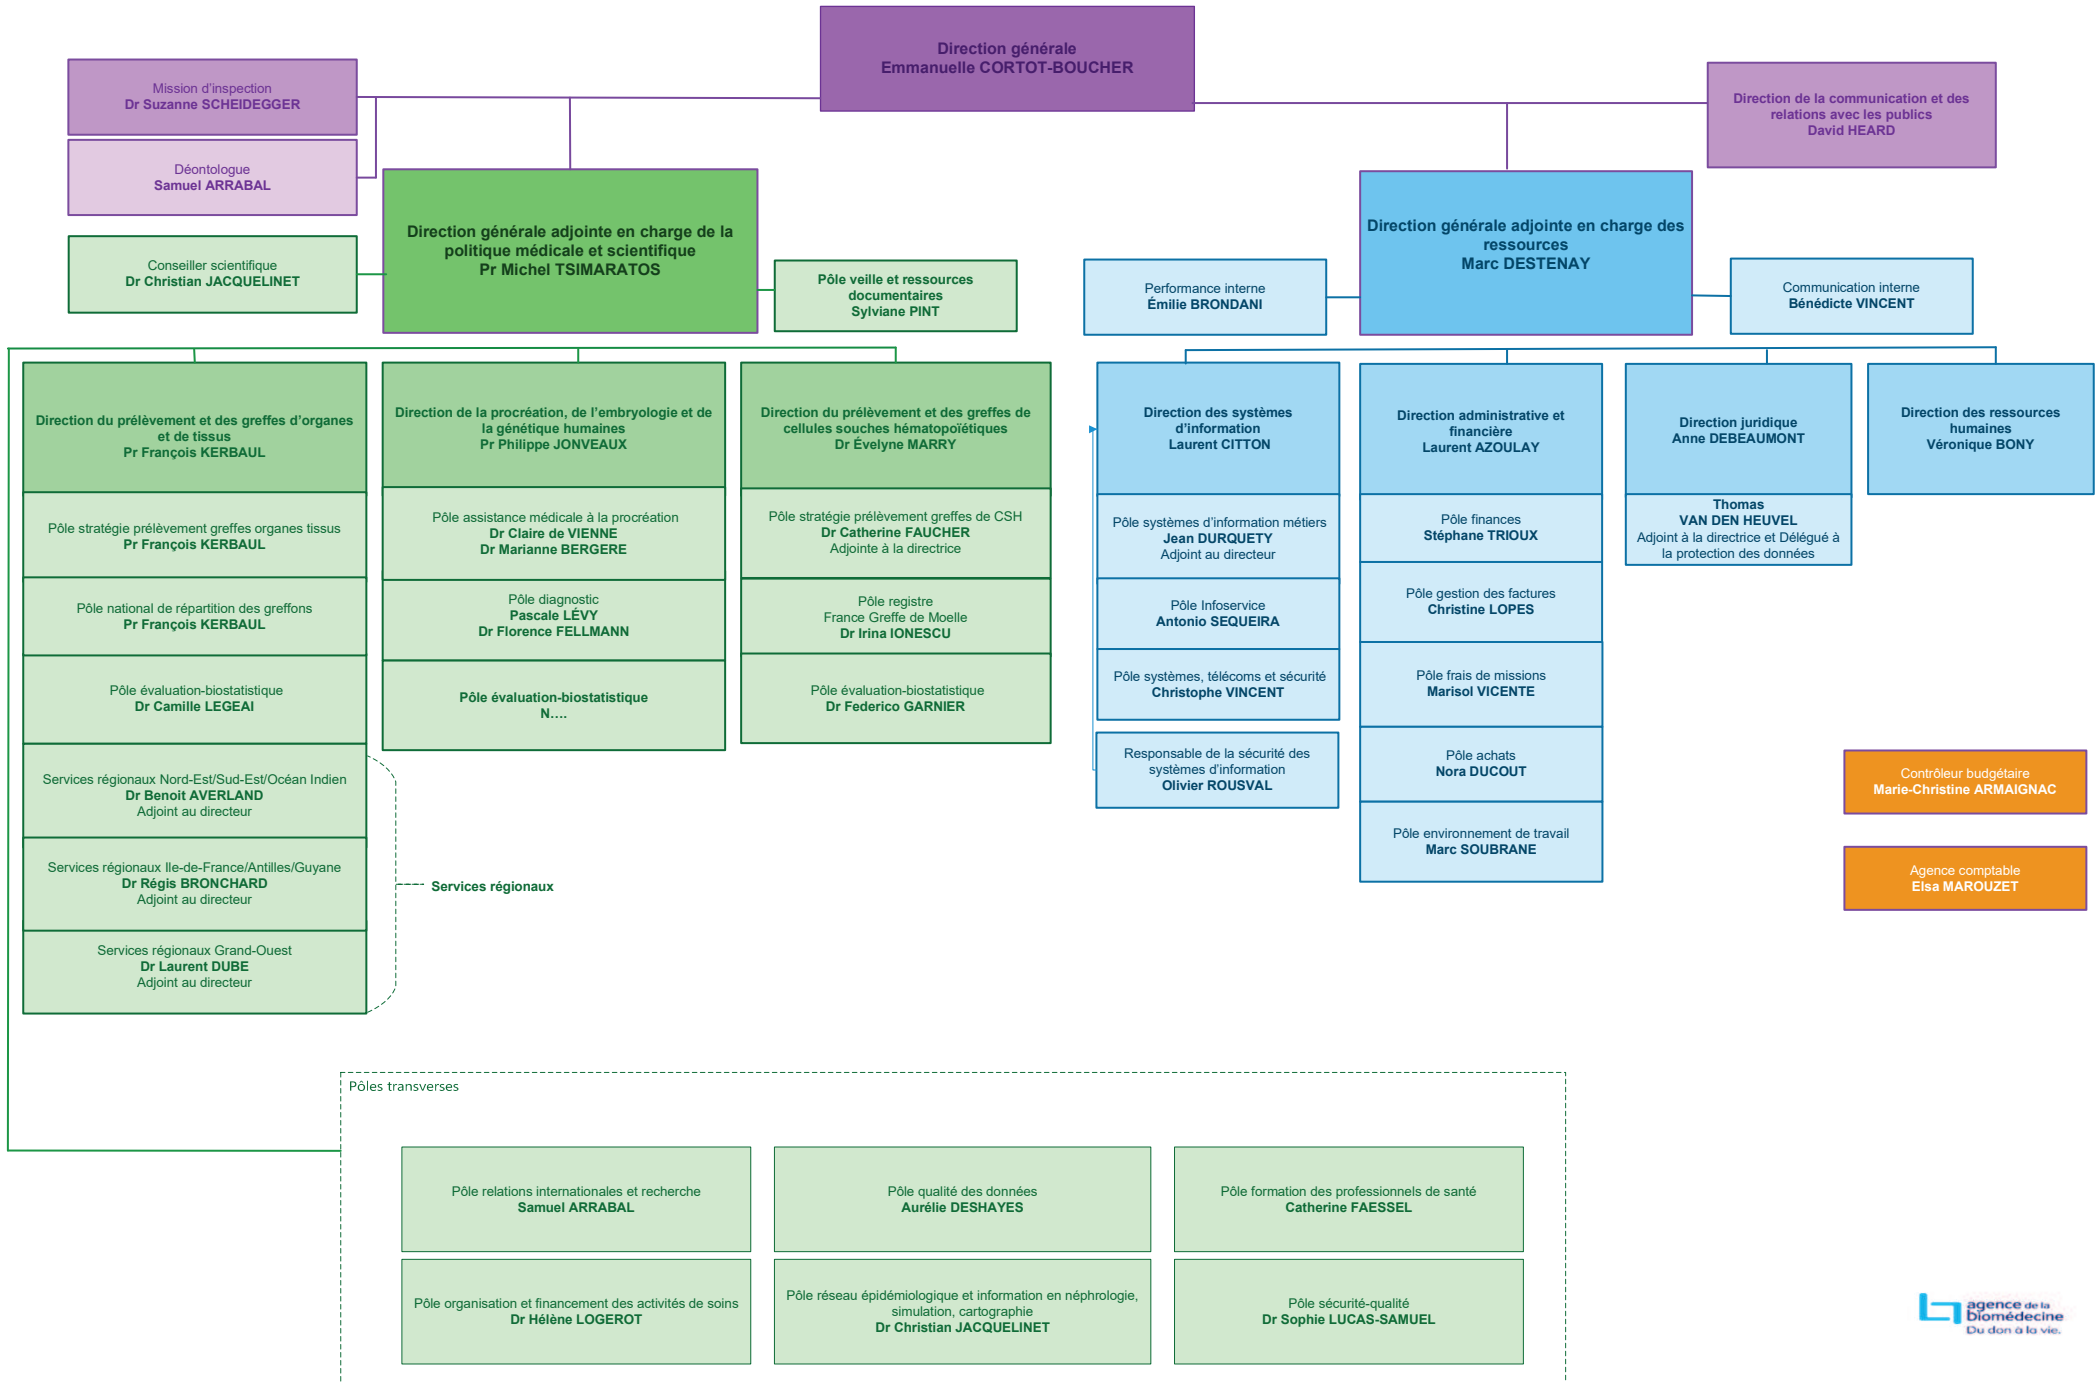 Direction générale
Emmanuelle CORTOT-BOUCHER
Mission d'inspection
Dr Suzanne SCHEIDEGGER
Direction de la communication et des
relations avec les publics
David HEARD
Déontologue
Samuel ARRABAL
Direction générale adjointe en charge de la
politique médicale et scientifique
Pr Michel TSIMARATOS
Direction générale adjointe en charge des
ressources
Marc DESTENAY
Conseiller scientifique
Dr Christian JACQUELINET
Pôle veille et ressources
documentaires
Sylviane PINT
Performance interne
Émilie BRONDANI
Communication interne
Bénédicte VINCENT
Direction du prélèvement et des greffes d'organes
et de tissus
Pr François KERBAUL
Pôle stratégie prélèvement greffes organes tissus
Pr François KERBAUL
Pôle national de répartition des greffons
Pr François KERBAUL
Pôle évaluation-biostatistique
Dr Camille LEGEAI
Services régionaux Nord-Est/Sud-Est/Océan Indien
Dr Benoit AVERLAND
Adjoint au directeur
Services régionaux Ile-de-France/Antilles/Guyane
Dr Régis BRONCHARD
Adjoint au directeur
Services régionaux Grand-Ouest
Dr Laurent DUBE
Adjoint au directeur
Services régionaux
Direction de la procréation, de l'embryologie et de
la génétique humaines
Pr Philippe JONVEAUX
Pôle assistance médicale à la procréation
Dr Claire de VIENNE
Dr Marianne BERGERE
Pôle diagnostic
Pascale LÉVY
Dr Florence FELLMANN
Pôle évaluation-biostatistique
N....
Direction du prélèvement et des greffes de
cellules souches hématopoïétiques
Dr Évelyne MARRY
Pôle stratégie prélèvement greffes de CSH
Dr Catherine FAUCHER
Adjointe à la directrice
Pôle registre
France Greffe de Moelle
Dr Irina IONESCU
Pôle évaluation-biostatistique
Dr Federico GARNIER
Direction des systèmes
d'information
Laurent CITTON
Pôle systèmes d'information métiers
Jean DURQUETY
Adjoint au directeur
Pôle Infoservice
Antonio SEQUEIRA
Pôle systèmes, télécoms et sécurité
Christophe VINCENT
Responsable de la sécurité des
systèmes d'information
Olivier ROUSVAL
Direction administrative et
financière
Laurent AZOULAY
Pôle finances
Stéphane TRIOUX
Pôle gestion des factures
Christine LOPES
Pôle frais de missions
Marisol VICENTE
Pôle achats
Nora DUCOUT
Pôle environnement de travail
Marc SOUBRANE
Direction juridique
Anne DEBEAUMONT
Thomas
VAN DEN HEUVEL
Adjoint à la directrice et Délégué à
la protection des données
Direction des ressources
humaines
Véronique BONY
Contrôleur budgétaire
Marie-Christine ARMAIGNAC
Agence comptable
Elsa MAROUZET
Pôles transverses
Pôle relations internationales et recherche
Samuel ARRABAL
Pôle qualité des données
Aurélie DESHAYES
Pôle formation des professionnels de santé
Catherine FAESSEL
Pôle organisation et financement des activités de soins
Dr Hélène LOGEROT
Pôle réseau épidémiologique et information en néphrologie,
simulation, cartographie
Dr Christian JACQUELINET
Pôle sécurité-qualité
Dr Sophie LUCAS-SAMUEL
agence de la
biomédecine
Du don à la vie.